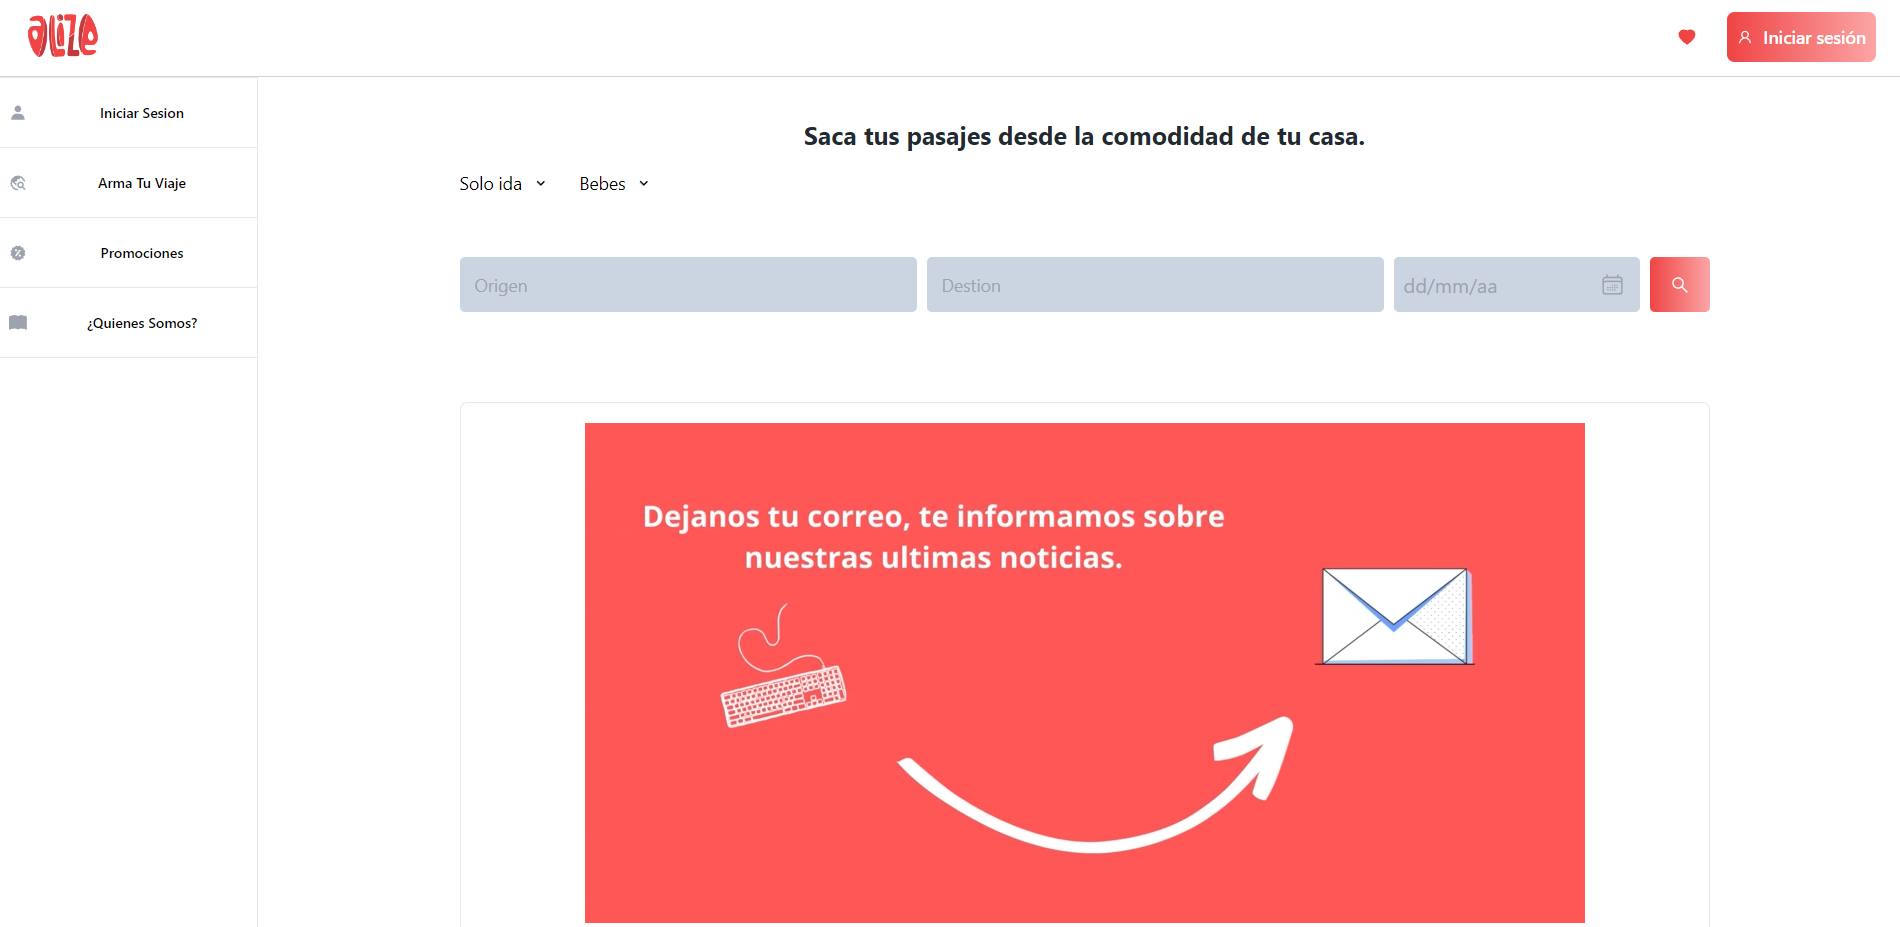 alize
Iniciar sesión
Iniciar Sesion
Arma Tu Viaje
Promociones
¿Quienes Somos?
Saca tus pasajes desde la comodidad de tu casa.
Solo ida Bebes
Origen Destion dd/mm/aa
Dejanos tu correo, te informamos sobre
nuestras ultimas noticias.